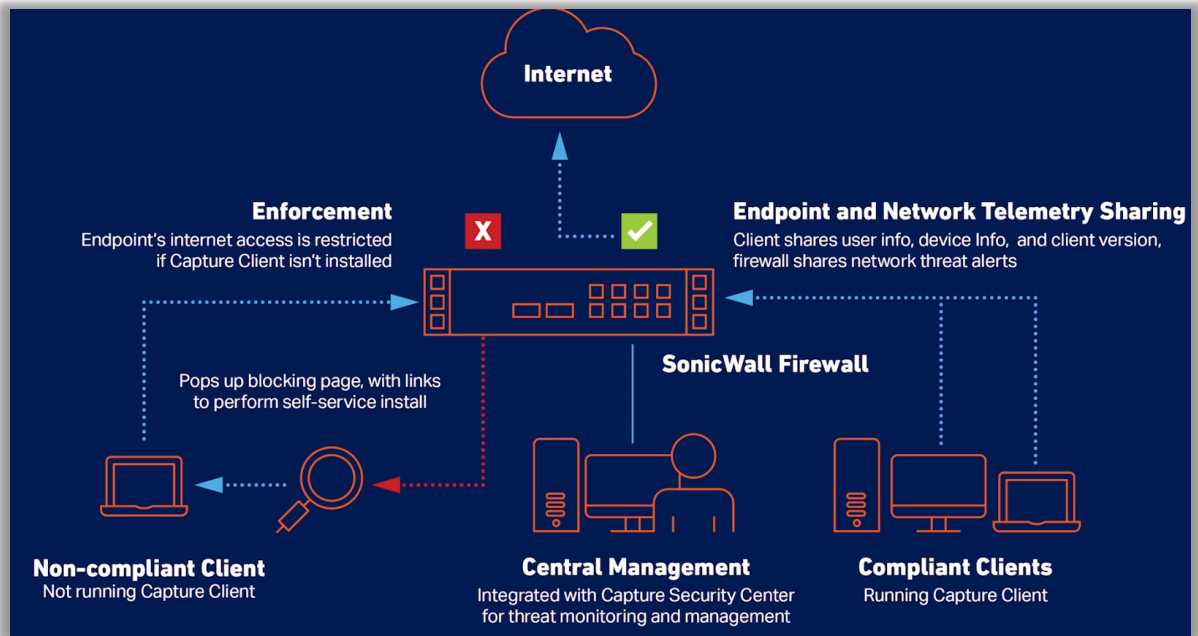 Internet
Enforcement
Endpoint's internet access is restricted
if Capture Client isn't installed
X
Endpoint and Network Telemetry Sharing
Client shares user info, device Info, and client version,
firewall shares network threat alerts
SonicWall Firewall
Pops up blocking page, with links
to perform self-service install
Non-compliant Client
Not running Capture Client
Central Management
Integrated with Capture Security Center
for threat monitoring and management
Compliant Clients
Running Capture Client